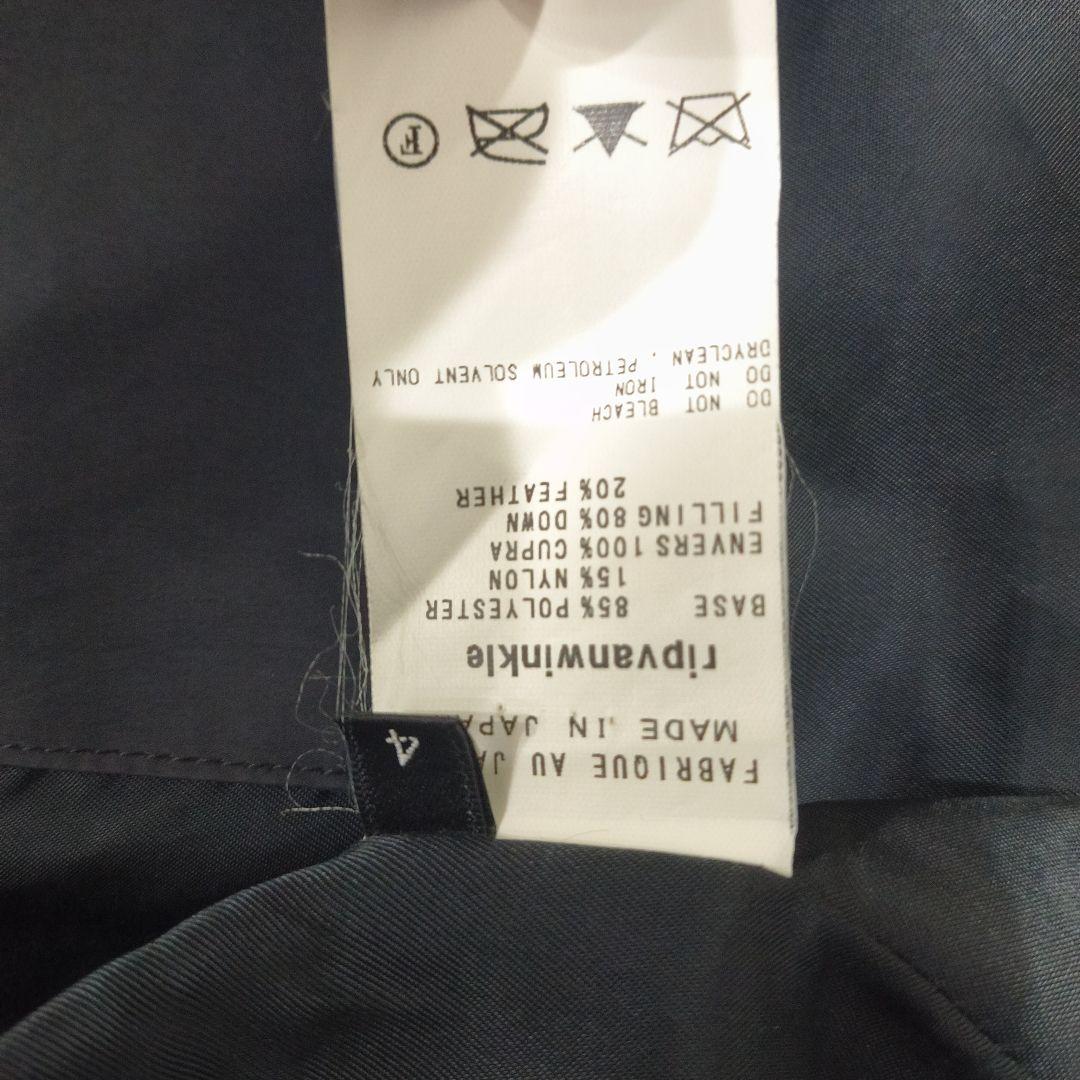 FABRIQUE AU JA
MADE IN JAPA
4
ripvanwinkle
BASE 85% POLYESTER
15% NYLON
ENVERS 100% CUPRA
FILLING 80% DOWN
20% FEATHER
DO NOT BLEACH
DO NOT IRON
DRYCLEAN , PETROLEUM SOLVENT ONLY
F